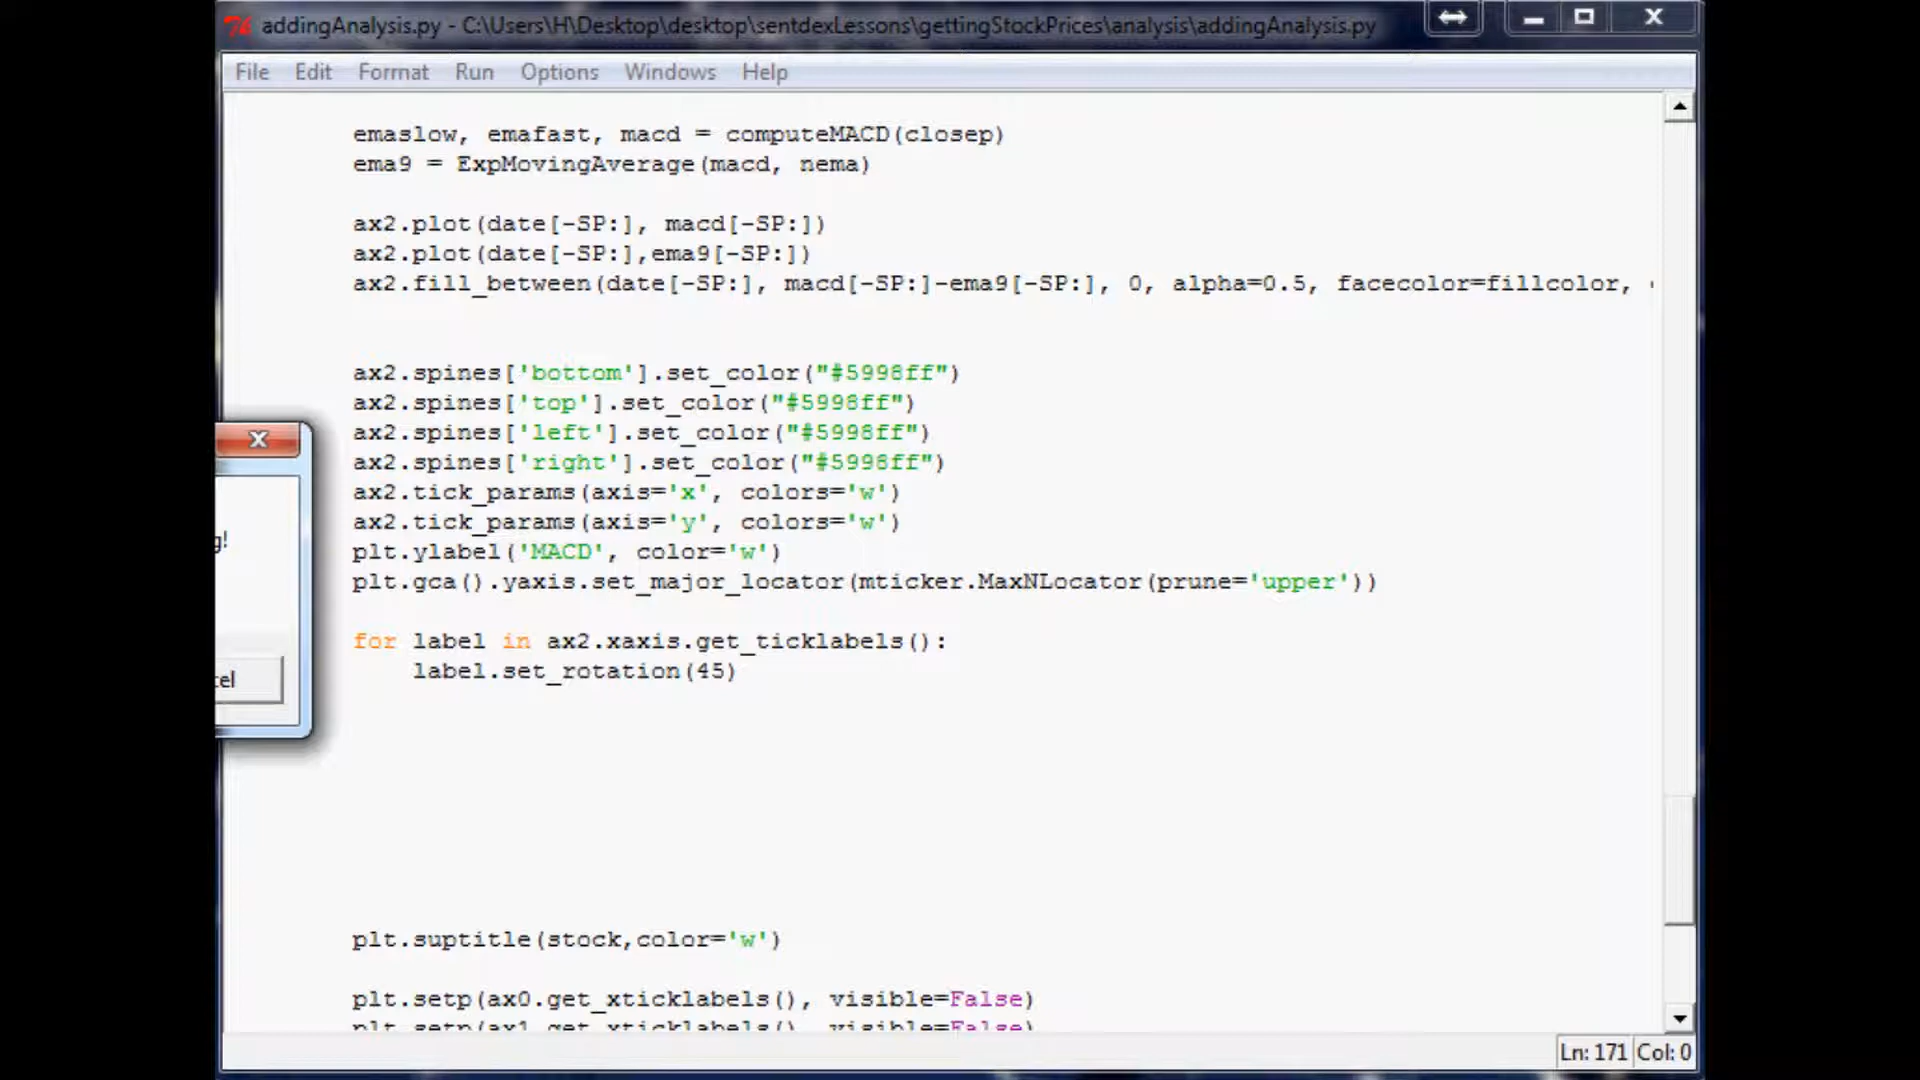 addingAnalysis.py - C:\Users\H\Desktop\desktop\sentdexLessons\gettingStockPrices\analysis\addingAnalysis.py
File Edit Format Run Options Windows Help
emaslow, emafast, macd = computeMACD(closep)
ema9 = ExpMovingAverage(macd, nema)
ax2.plot(date[-SP:], macd[-SP:])
ax2.plot(date[-SP:],ema9[-SP:])
ax2.fill_between(date[-SP:], macd[-SP:]-ema9[-SP:], 0, alpha=0.5, facecolor=fillcolor,
ax2.spines['bottom'].set_color("#5998ff")
ax2.spines['top'].set_color("#5998ff")
ax2.spines['left'].set_color("#5998ff")
ax2.spines['right'].set_color("#5998ff")
ax2.tick_params(axis='x', colors='w')
ax2.tick_params(axis='y', colors='w')
plt.ylabel('MACD', color='w')
plt.gca().yaxis.set_major_locator(mticker.MaxNLocator(prune='upper'))
for label in ax2.xaxis.get_ticklabels():
label.set_rotation(45)
plt.suptitle(stock,color='w')
plt.setp(ax0.get_xticklabels(), visible=False)
plt.setp(ax1.get_xticklabels(), visible=False)
Ln: 171 Col: 0